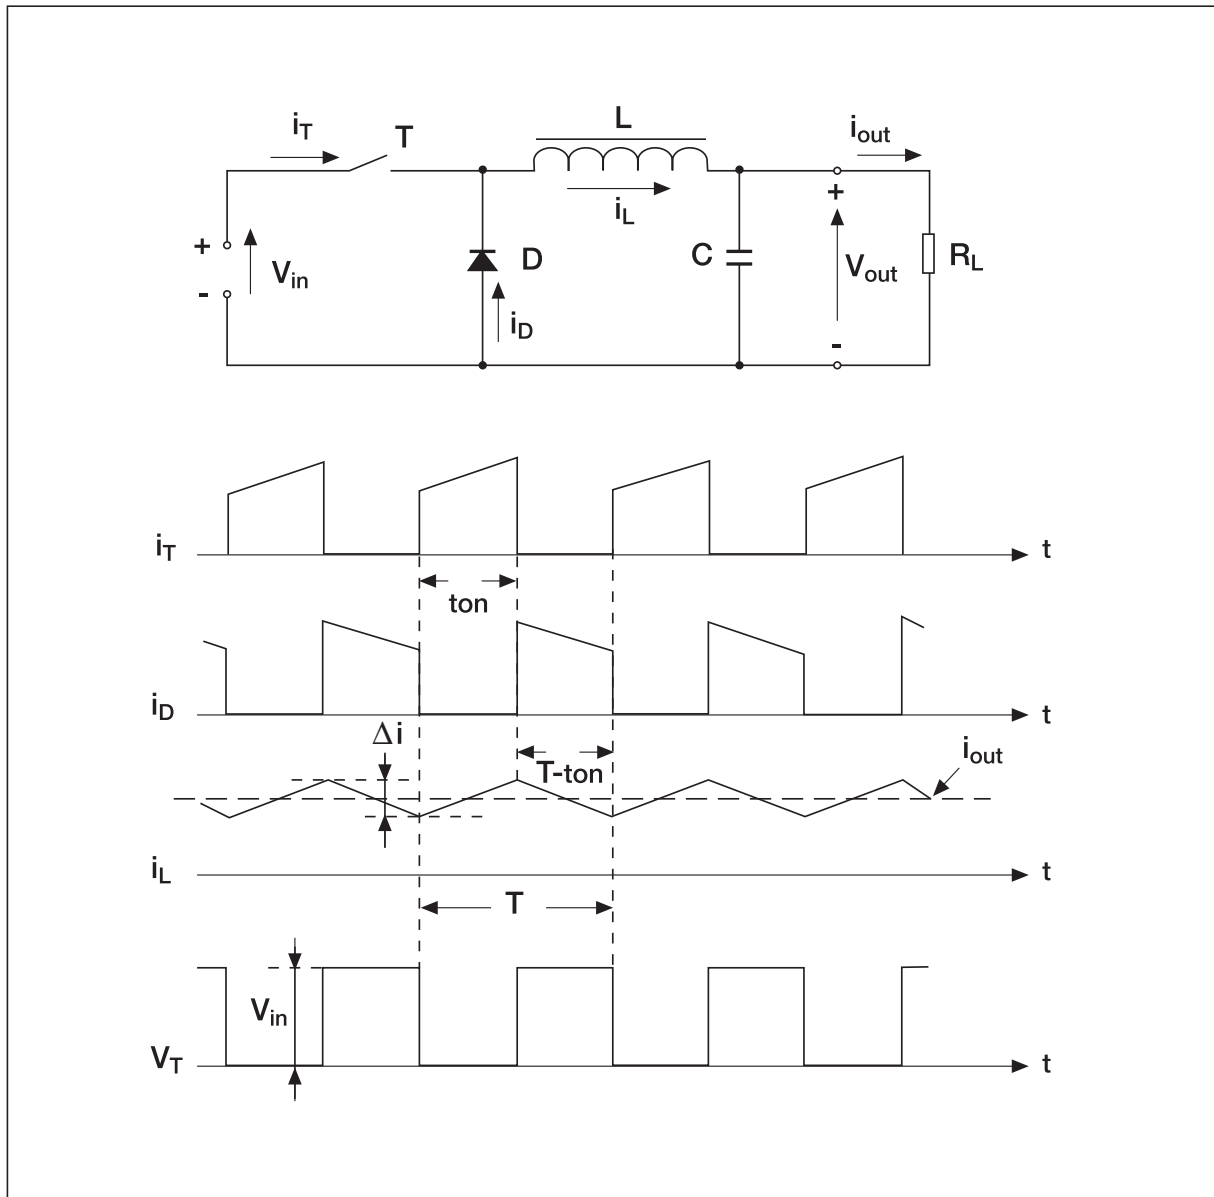 iT T L iout
+ iL +
Vin D C Vout RL
- iD -
iT t
ton
iD t
Δi
T-ton iout
iL t
T
Vin
VT t